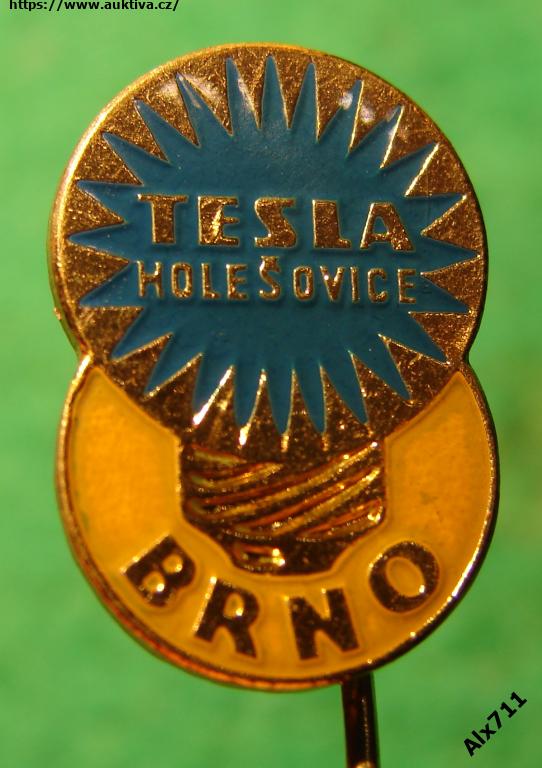 https://www.auktiva.cz/
TESLA
HOLEŠOVICE
BRNO
Alx711